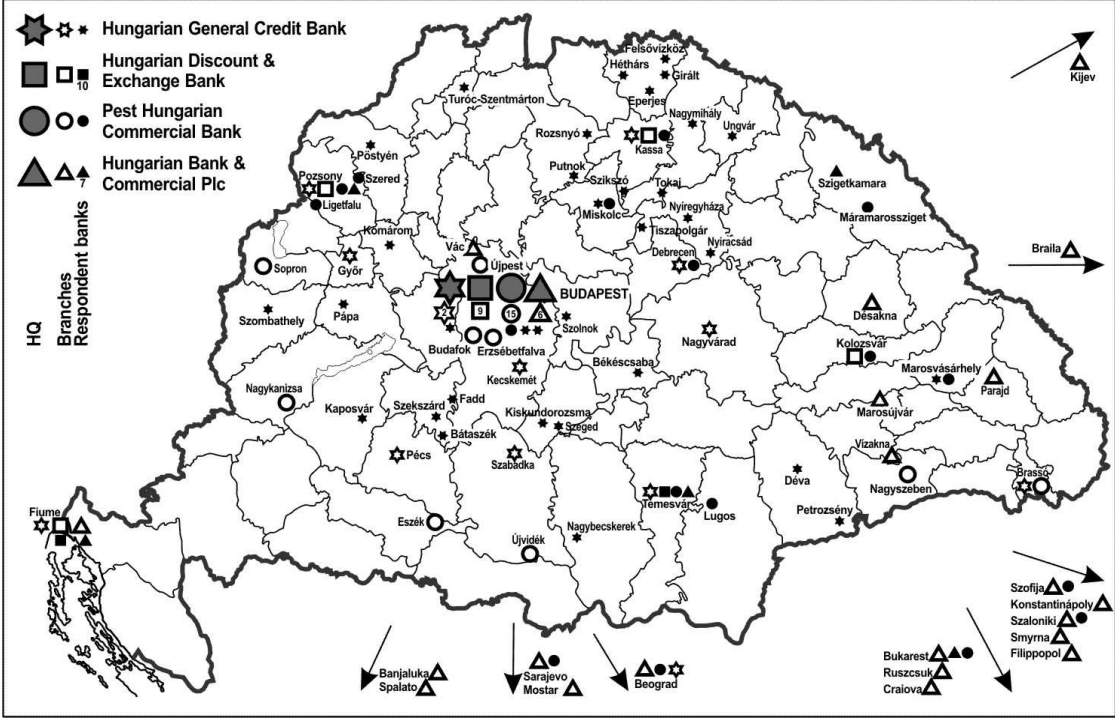 Hungarian General Credit Bank
Hungarian Discount &
Exchange Bank
10
Pest Hungarian
Commercial Bank
Hungarian Bank &
Commercial Plc
7
HQ
Branches
Respondent banks
Felsővízköz
Héthárs
Girált
Eperjes
Turóc-Szentmárton
Nagymihály
Ungvár
Rozsnyó
Kassa
Kijev
Pöstyén
Putnok
Pozsony
Szered
Szikszó
Tokaj
Szigetkamara
Ligetfalu
Miskolc
Nyíregyháza
Máramarossziget
Komárom
Tiszapolgár
Vác
Debrecen
Nyíracsád
Braila
Sopron
Győr
Újpest
BUDAPEST
Désakna
Szombathely
Pápa
2
9
15
6
Szolnok
Nagyvárad
Budafok
Erzsébetfalva
Kolozsvár
Kecskemét
Békéscsaba
Marosvásárhely
Nagykanizsa
Parajd
Kaposvár
Szekszárd
Fadd
Kiskundorozsma
Marosújvár
Szeged
Bátaszék
Vizakna
Pécs
Szabadka
Déva
Nagyszeben
Brassó
Temesvár
Lugos
Petrozsény
Fiume
Eszék
Újvidék
Nagybecskerek
Szofija
Konstantinápoly
Szaloniki
Smyrna
Filippopol
Banjaluka
Spalato
Sarajevo
Mostar
Beograd
Bukarest
Ruszcsuk
Craiova